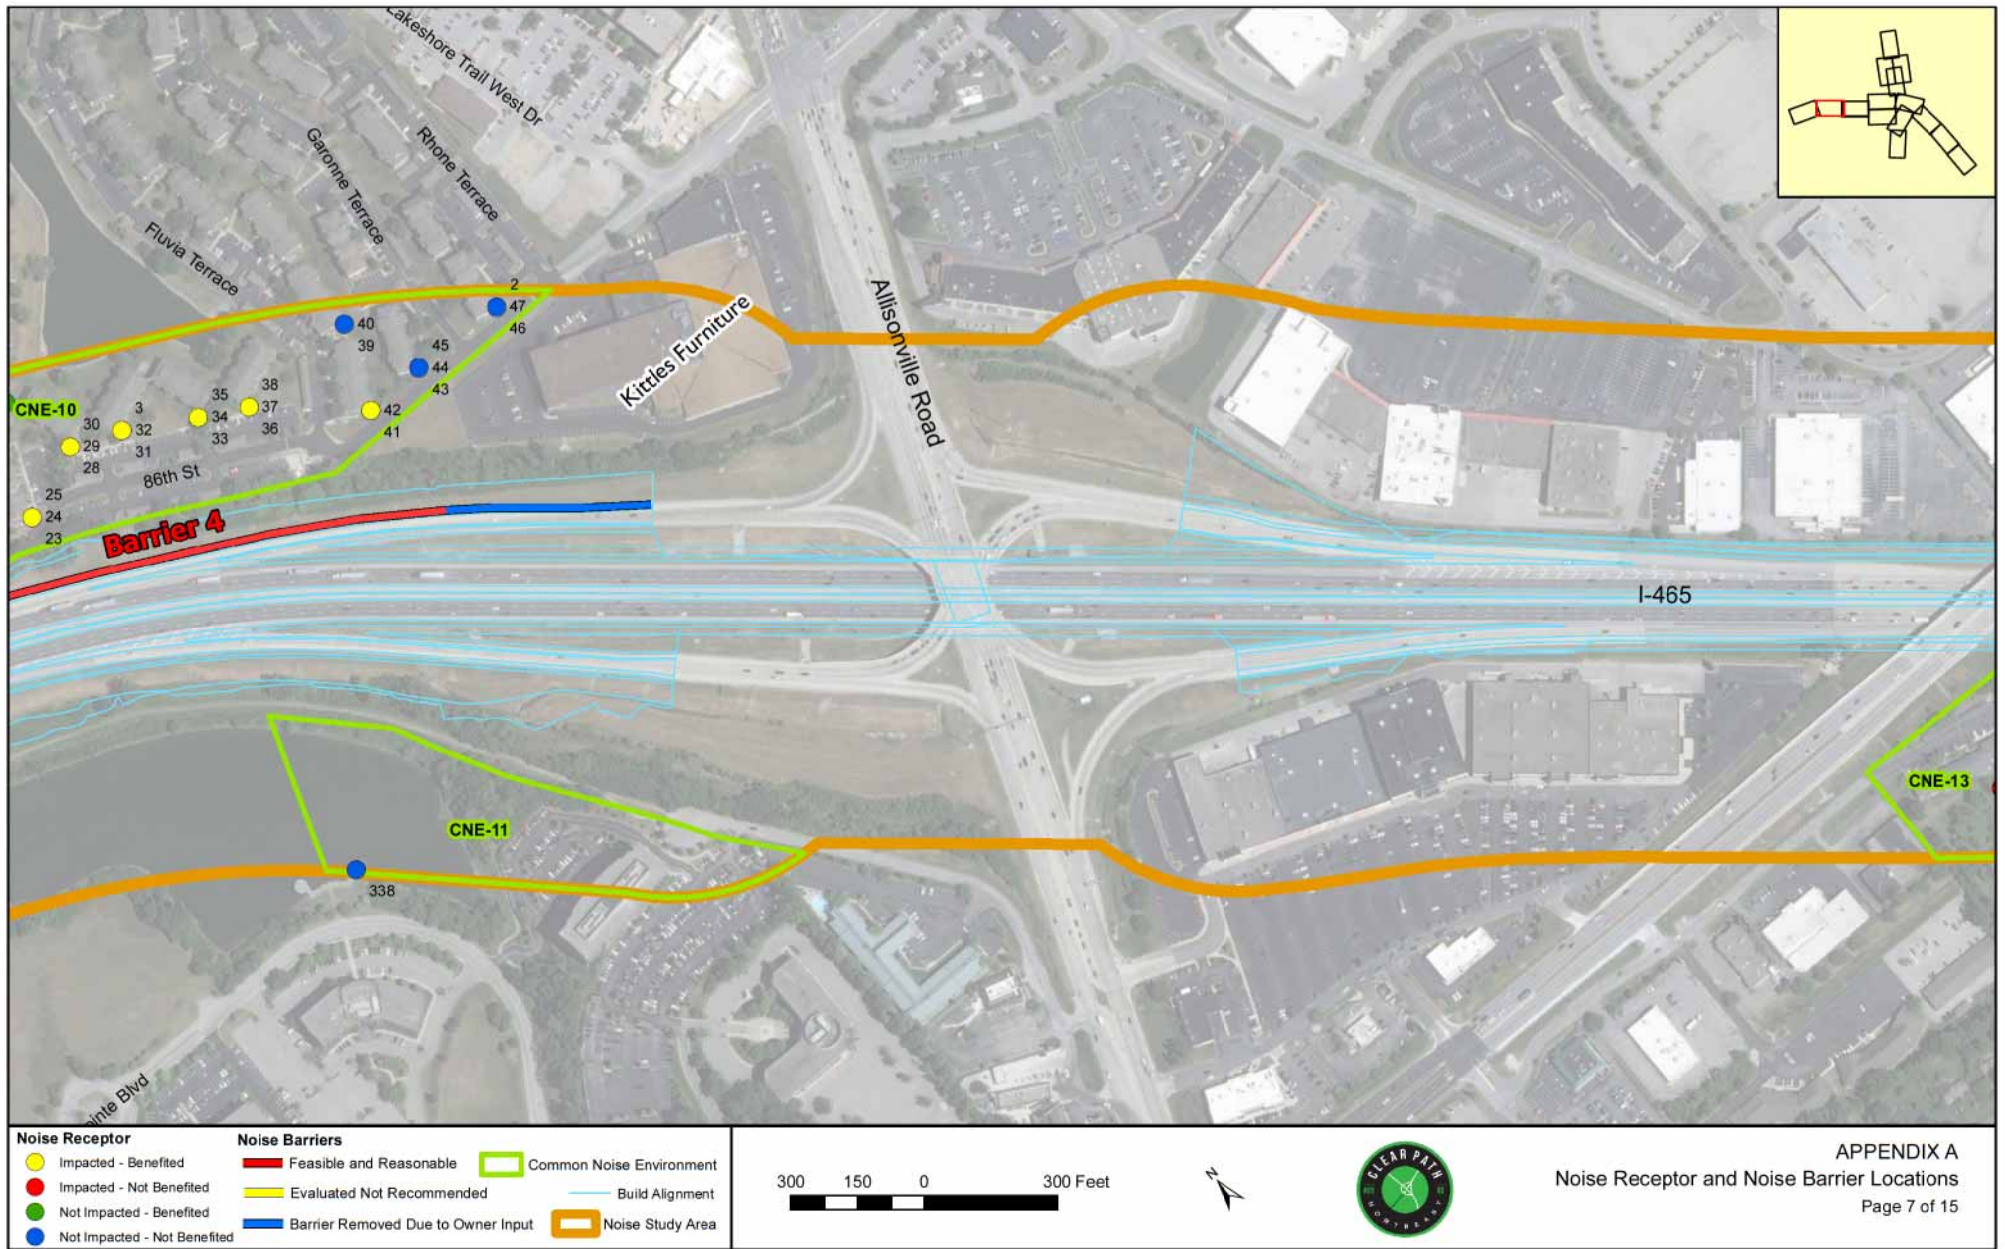 Lakeshore Trail West Dr
Rhone Terrace
Garonne Terrace
Fluvia Terrace
2
47
46
40
39
45
44
43
42
41
38
37
36
35
34
33
3
32
31
30
29
28
25
24
23
CNE-10
86th St
Barrier 4
Kittles Furniture
Allisonville Road
I-465
CNE-11
338
CNE-13
ointe Blvd
Noise Receptor
Impacted - Benefited
Impacted - Not Benefited
Not Impacted - Benefited
Not Impacted - Not Benefited
Noise Barriers
Feasible and Reasonable
Evaluated Not Recommended
Barrier Removed Due to Owner Input
Common Noise Environment
Build Alignment
Noise Study Area
300 150 0 300 Feet
N
CLEAR PATH
NORTHEAST
APPENDIX A
Noise Receptor and Noise Barrier Locations
Page 7 of 15